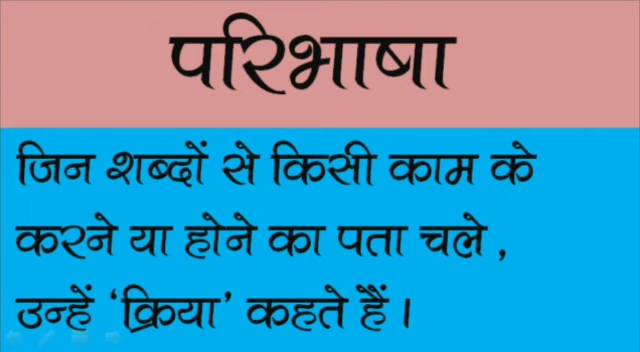 परिभाषा
जिन शब्दों से किसी काम के
करने या होने का पता चले ,
उन्हें ‘क्रिया’ कहते हैं ।